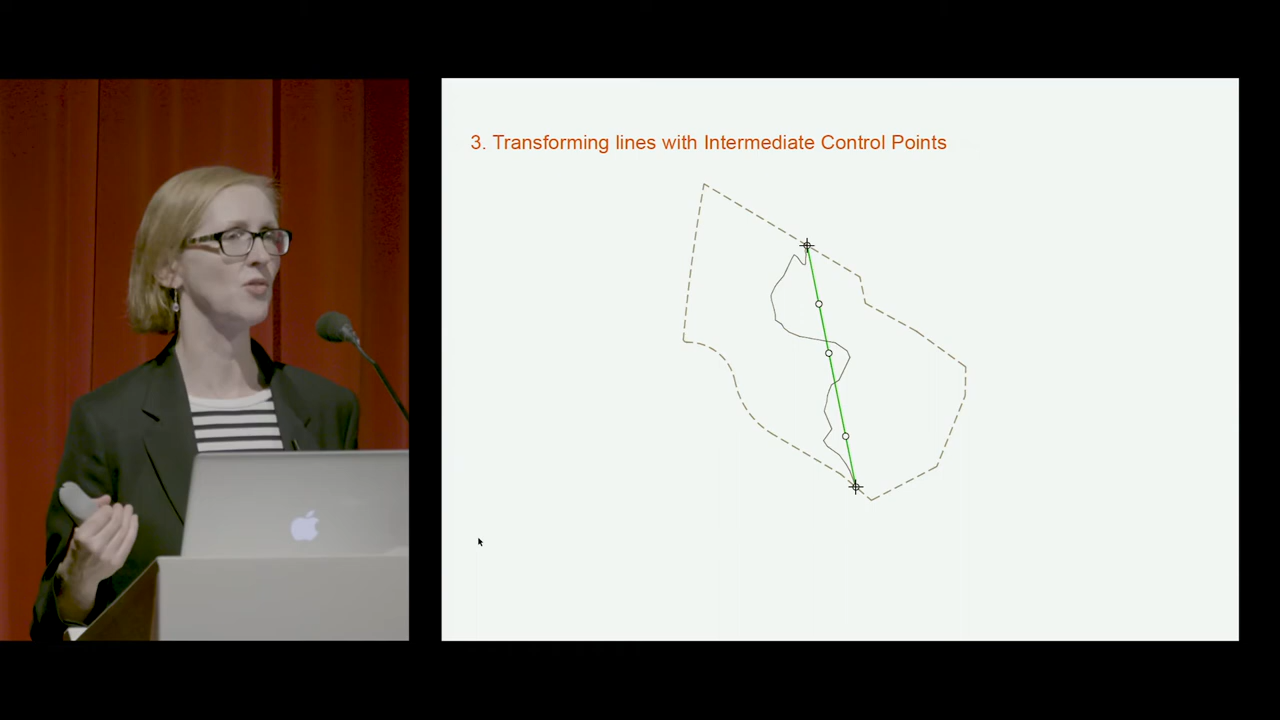 3. Transforming lines with Intermediate Control Points